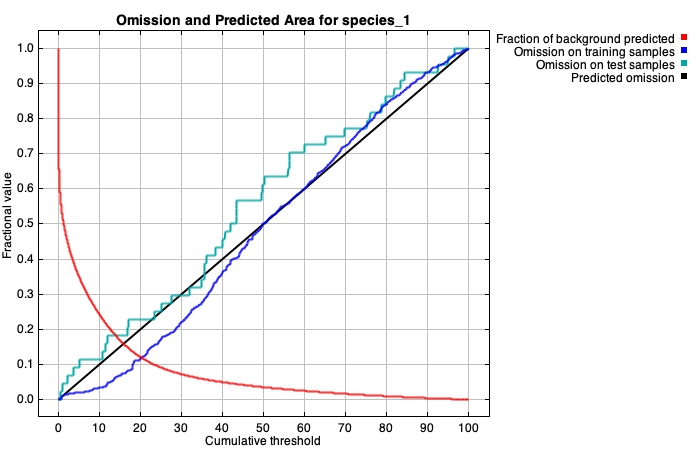 Omission and Predicted Area for species_1
Fraction of background predicted
Omission on training samples
Omission on test samples
Predicted omission
Fractional value
1.0
0.9
0.8
0.7
0.6
0.5
0.4
0.3
0.2
0.1
0.0
0 10 20 30 40 50 60 70 80 90 100
Cumulative threshold